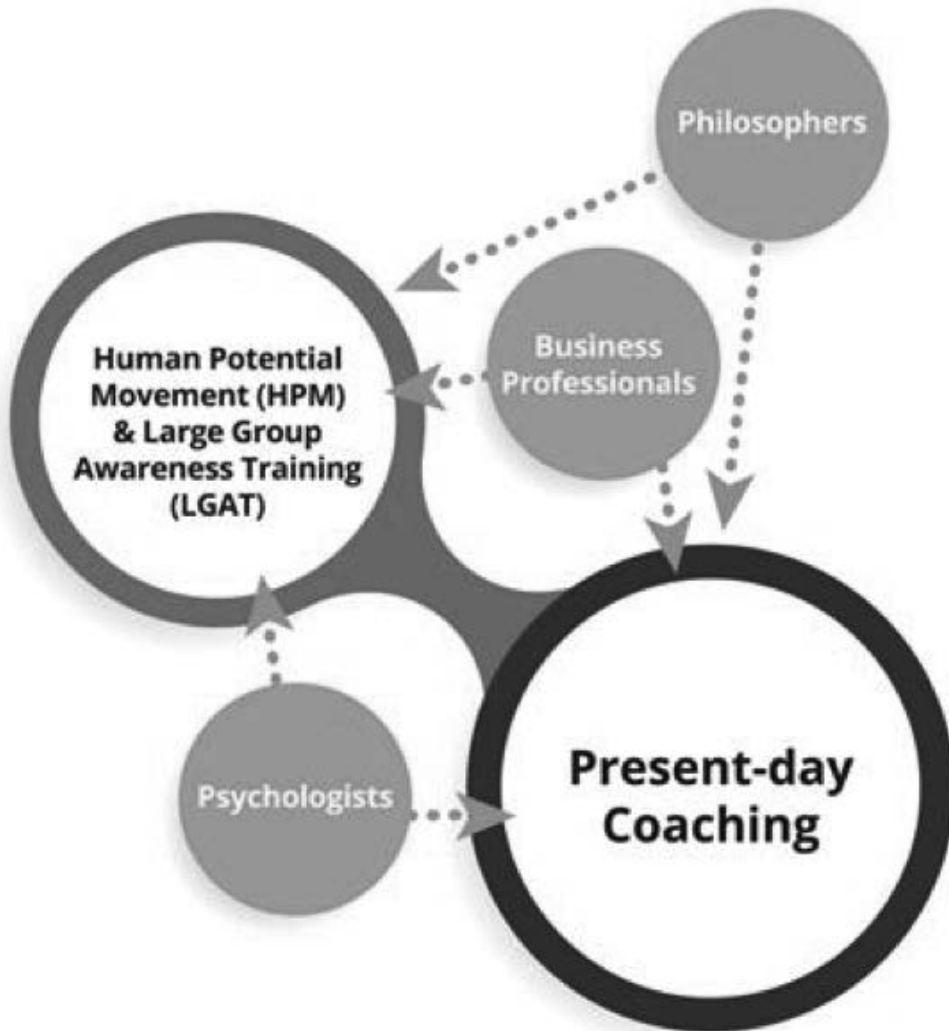 Philosophers
Business
Professionals
Human Potential
Movement (HPM)
& Large Group
Awareness Training
(LGAT)
Psychologists
Present-day
Coaching